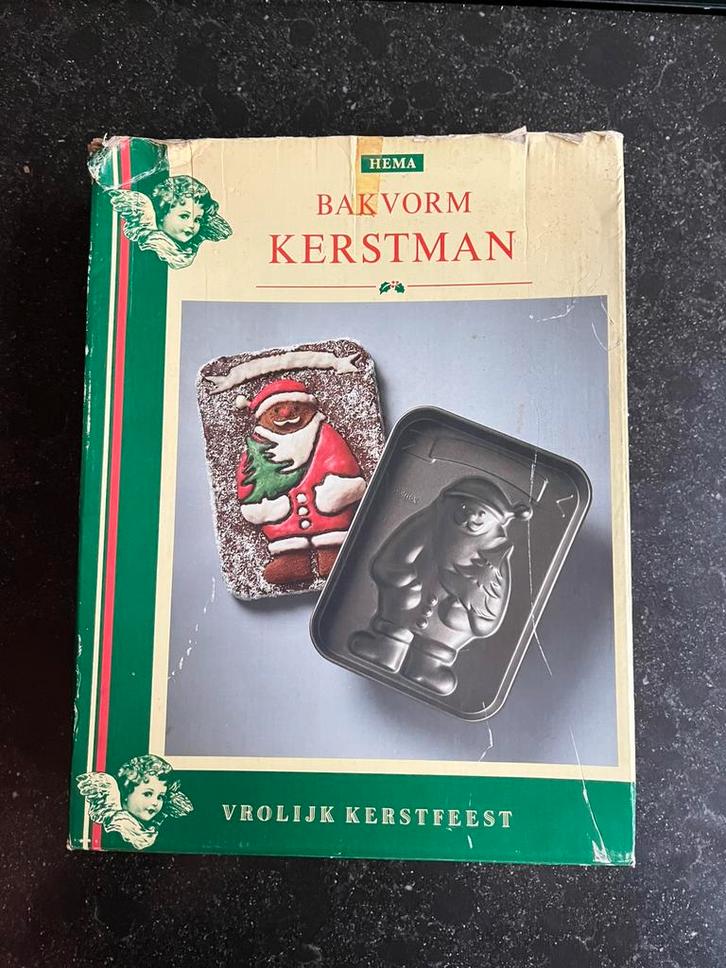 HEMA
BAKVORM
KERSTMAN
VROLIJK KERSTFEEST